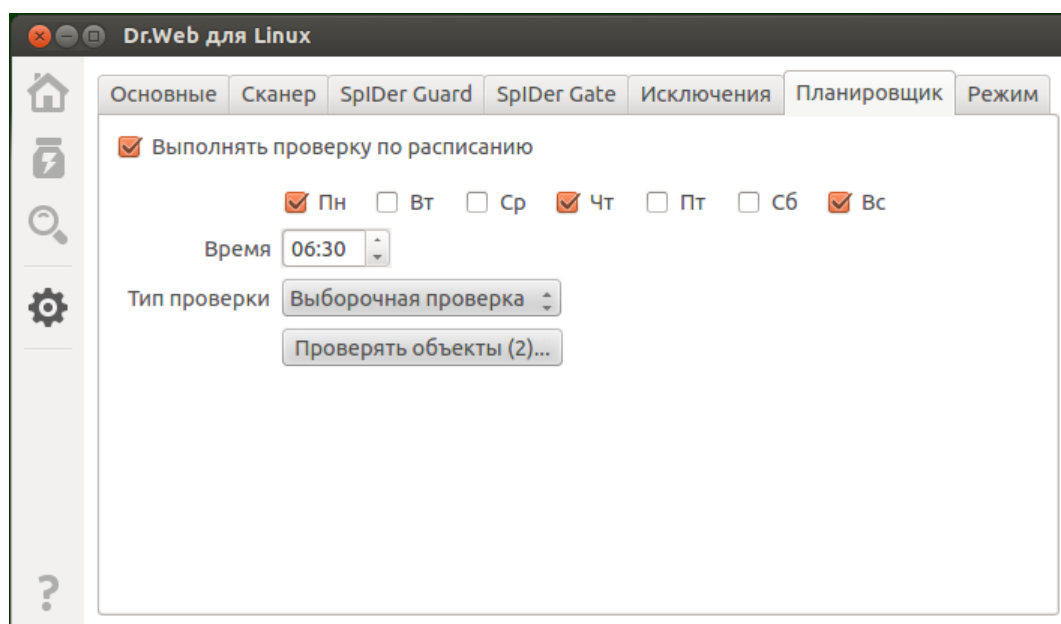 Dr.Web для Linux
Основные Сканер SpIDer Guard SpIDer Gate Исключения Планировщик Режим
Выполнять проверку по расписанию
Пн Вт Ср Чт Пт Сб Вс
Время 06:30
Тип проверки Выборочная проверка
Проверять объекты (2)...
?